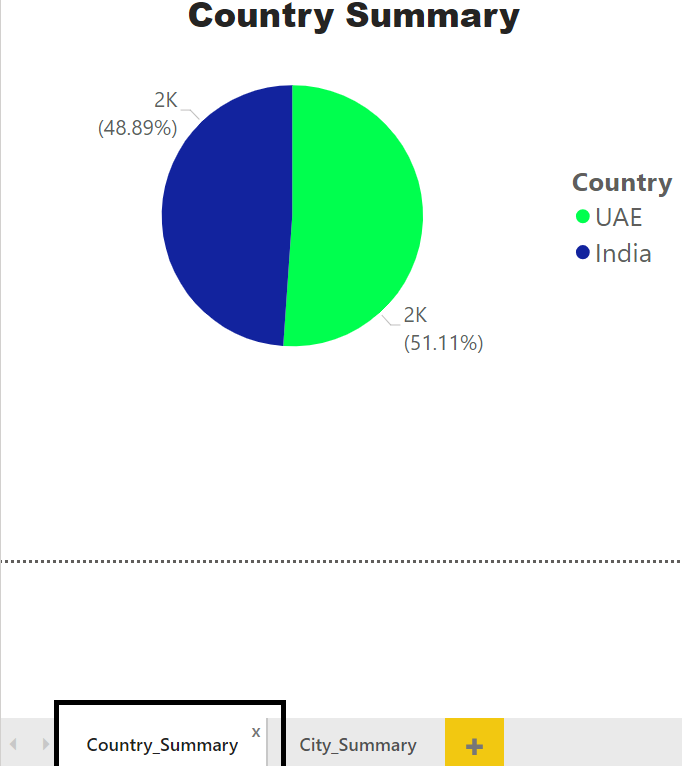 Country Summary
2K
(48.89%)
Country
UAE
India
2K
(51.11%)
x
Country_Summary
City_Summary
+